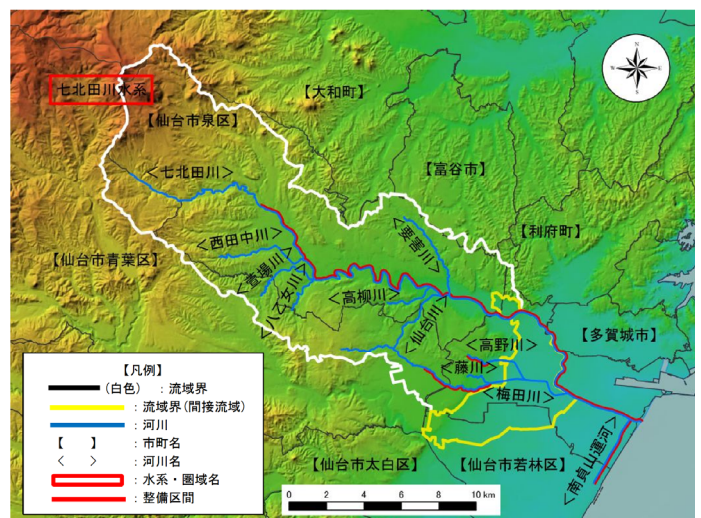 七北田川水系
【仙台市泉区】
【大和町】
N
W
E
S
＜七北田川＞
【富谷市】
【利府町】
＜西田中川＞
＜要害川＞
【仙台市青葉区】
＜萱場川＞
＜八乙女川＞
＜高柳川＞
＜仙台川＞
＜高野川＞
【多賀城市】
＜藤川＞
＜梅田川＞
＜南貞山運河＞
【仙台市太白区】
【仙台市若林区】
【凡例】
(白色) ：流域界
：流域界(間接流域)
：河川
【 】 ：市町名
＜ ＞ ：河川名
：水系・圏域名
：整備区間
0 2 4 6 8 10 km